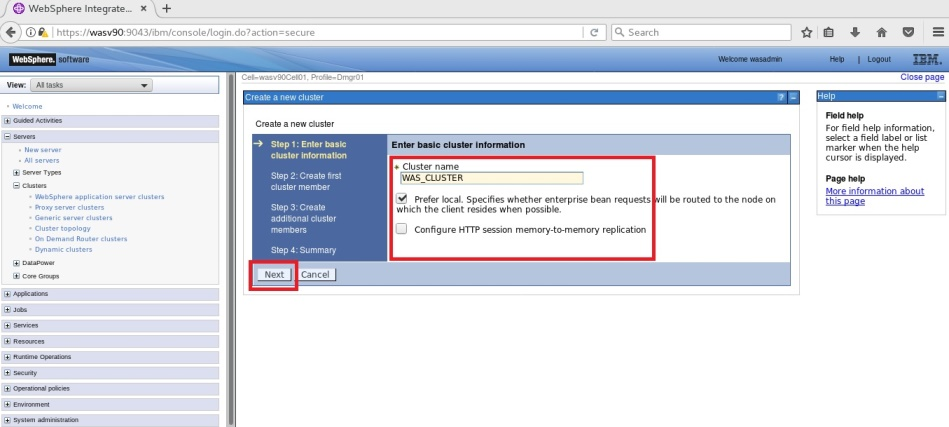 WebSphere Integrate...
https://wasv90:9043/ibm/console/login.do?action=secure
Search
WebSphere. software
Welcome wasadmin
Help | Logout
IBM
Cell=wasv90Cell01, Profile=Dmgr01
Close page
View: All tasks
Welcome
Guided Activities
Servers
New server
All servers
Server Types
Clusters
WebSphere application server clusters
Proxy server clusters
Generic server clusters
Cluster topology
On Demand Router clusters
Dynamic clusters
DataPower
Core Groups
Applications
Jobs
Services
Resources
Runtime Operations
Security
Operational policies
Environment
System administration
Create a new cluster
Create a new cluster
Step 1: Enter basic
cluster information
Step 2: Create first
cluster member
Step 3: Create
additional cluster
members
Step 4: Summary
Enter basic cluster information
Cluster name
WAS_CLUSTER
Prefer local. Specifies whether enterprise bean requests will be routed to the node on
which the client resides when possible.
Configure HTTP session memory-to-memory replication
Next
Cancel
Help
Field help
For field help information,
select a field label or list
marker when the help
cursor is displayed.
Page help
More information about
this page